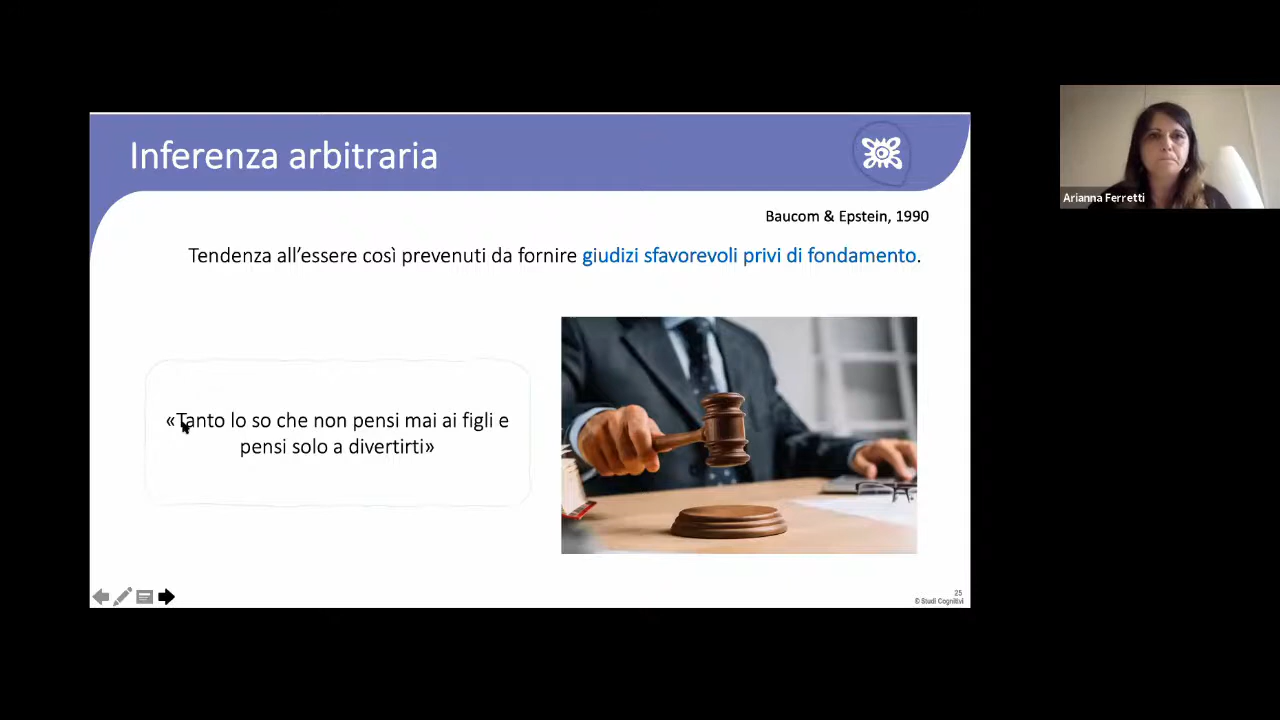 Inferenza arbitraria
Baucom & Epstein, 1990
Tendenza all'essere così prevenuti da fornire giudizi sfavorevoli privi di fondamento.
«Tanto lo so che non pensi mai ai figli e
pensi solo a divertirti»
Arianna Ferretti
25
© Studi Cognitivi